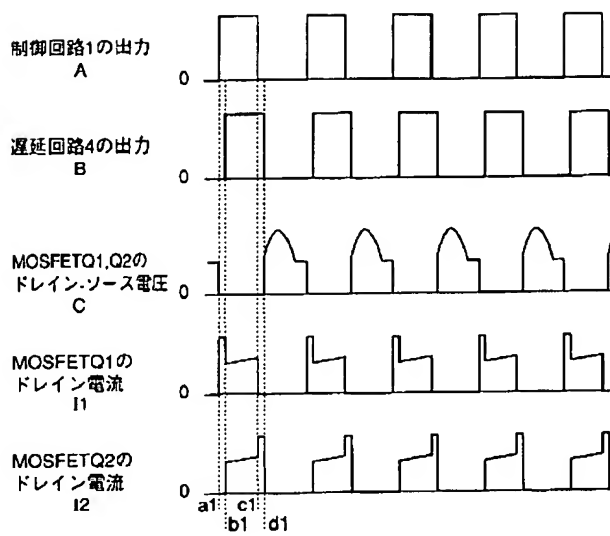 制御回路1の出力
A
0
遅延回路4の出力
B
0
MOSFETQ1,Q2の
ドレイン-ソース電圧
C
0
MOSFETQ1の
ドレイン電流
I1
0
MOSFETQ2の
ドレイン電流
I2
0
a1
c1
b1
d1